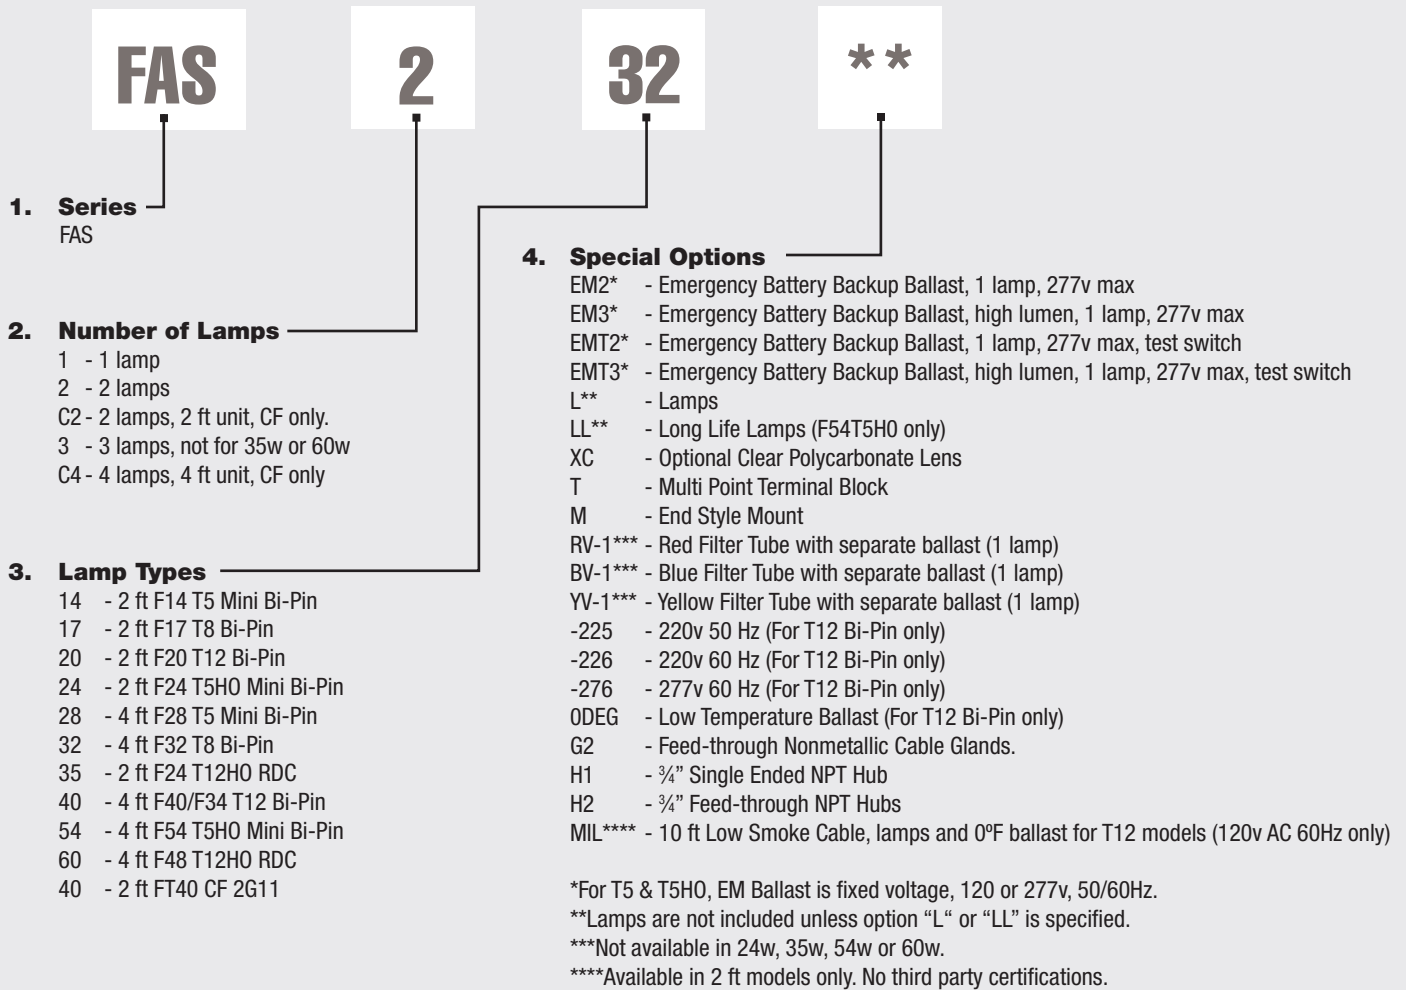 FAS 2 32 **
1. Series
FAS
2. Number of Lamps
1 - 1 lamp
2 - 2 lamps
C2 - 2 lamps, 2 ft unit, CF only.
3 - 3 lamps, not for 35w or 60w
C4 - 4 lamps, 4 ft unit, CF only
3. Lamp Types
14 - 2 ft F14 T5 Mini Bi-Pin
17 - 2 ft F17 T8 Bi-Pin
20 - 2 ft F20 T12 Bi-Pin
24 - 2 ft F24 T5HO Mini Bi-Pin
28 - 4 ft F28 T5 Mini Bi-Pin
32 - 4 ft F32 T8 Bi-Pin
35 - 2 ft F24 T12HO RDC
40 - 4 ft F40/F34 T12 Bi-Pin
54 - 4 ft F54 T5HO Mini Bi-Pin
60 - 4 ft F48 T12HO RDC
40 - 2 ft FT40 CF 2G11
4. Special Options
EM2* - Emergency Battery Backup Ballast, 1 lamp, 277v max
EM3* - Emergency Battery Backup Ballast, high lumen, 1 lamp, 277v max
EMT2* - Emergency Battery Backup Ballast, 1 lamp, 277v max, test switch
EMT3* - Emergency Battery Backup Ballast, high lumen, 1 lamp, 277v max, test switch
L** - Lamps
LL** - Long Life Lamps (F54T5HO only)
XC - Optional Clear Polycarbonate Lens
T - Multi Point Terminal Block
M - End Style Mount
RV-1*** - Red Filter Tube with separate ballast (1 lamp)
BV-1*** - Blue Filter Tube with separate ballast (1 lamp)
YV-1*** - Yellow Filter Tube with separate ballast (1 lamp)
-225 - 220v 50 Hz (For T12 Bi-Pin only)
-226 - 220v 60 Hz (For T12 Bi-Pin only)
-276 - 277v 60 Hz (For T12 Bi-Pin only)
0DEG - Low Temperature Ballast (For T12 Bi-Pin only)
G2 - Feed-through Nonmetallic Cable Glands.
H1 - ¾” Single Ended NPT Hub
H2 - ¾” Feed-through NPT Hubs
MIL**** - 10 ft Low Smoke Cable, lamps and 0ºF ballast for T12 models (120v AC 60Hz only)
*For T5 & T5HO, EM Ballast is fixed voltage, 120 or 277v, 50/60Hz.
**Lamps are not included unless option “L“ or “LL” is specified.
***Not available in 24w, 35w, 54w or 60w.
****Available in 2 ft models only. No third party certifications.